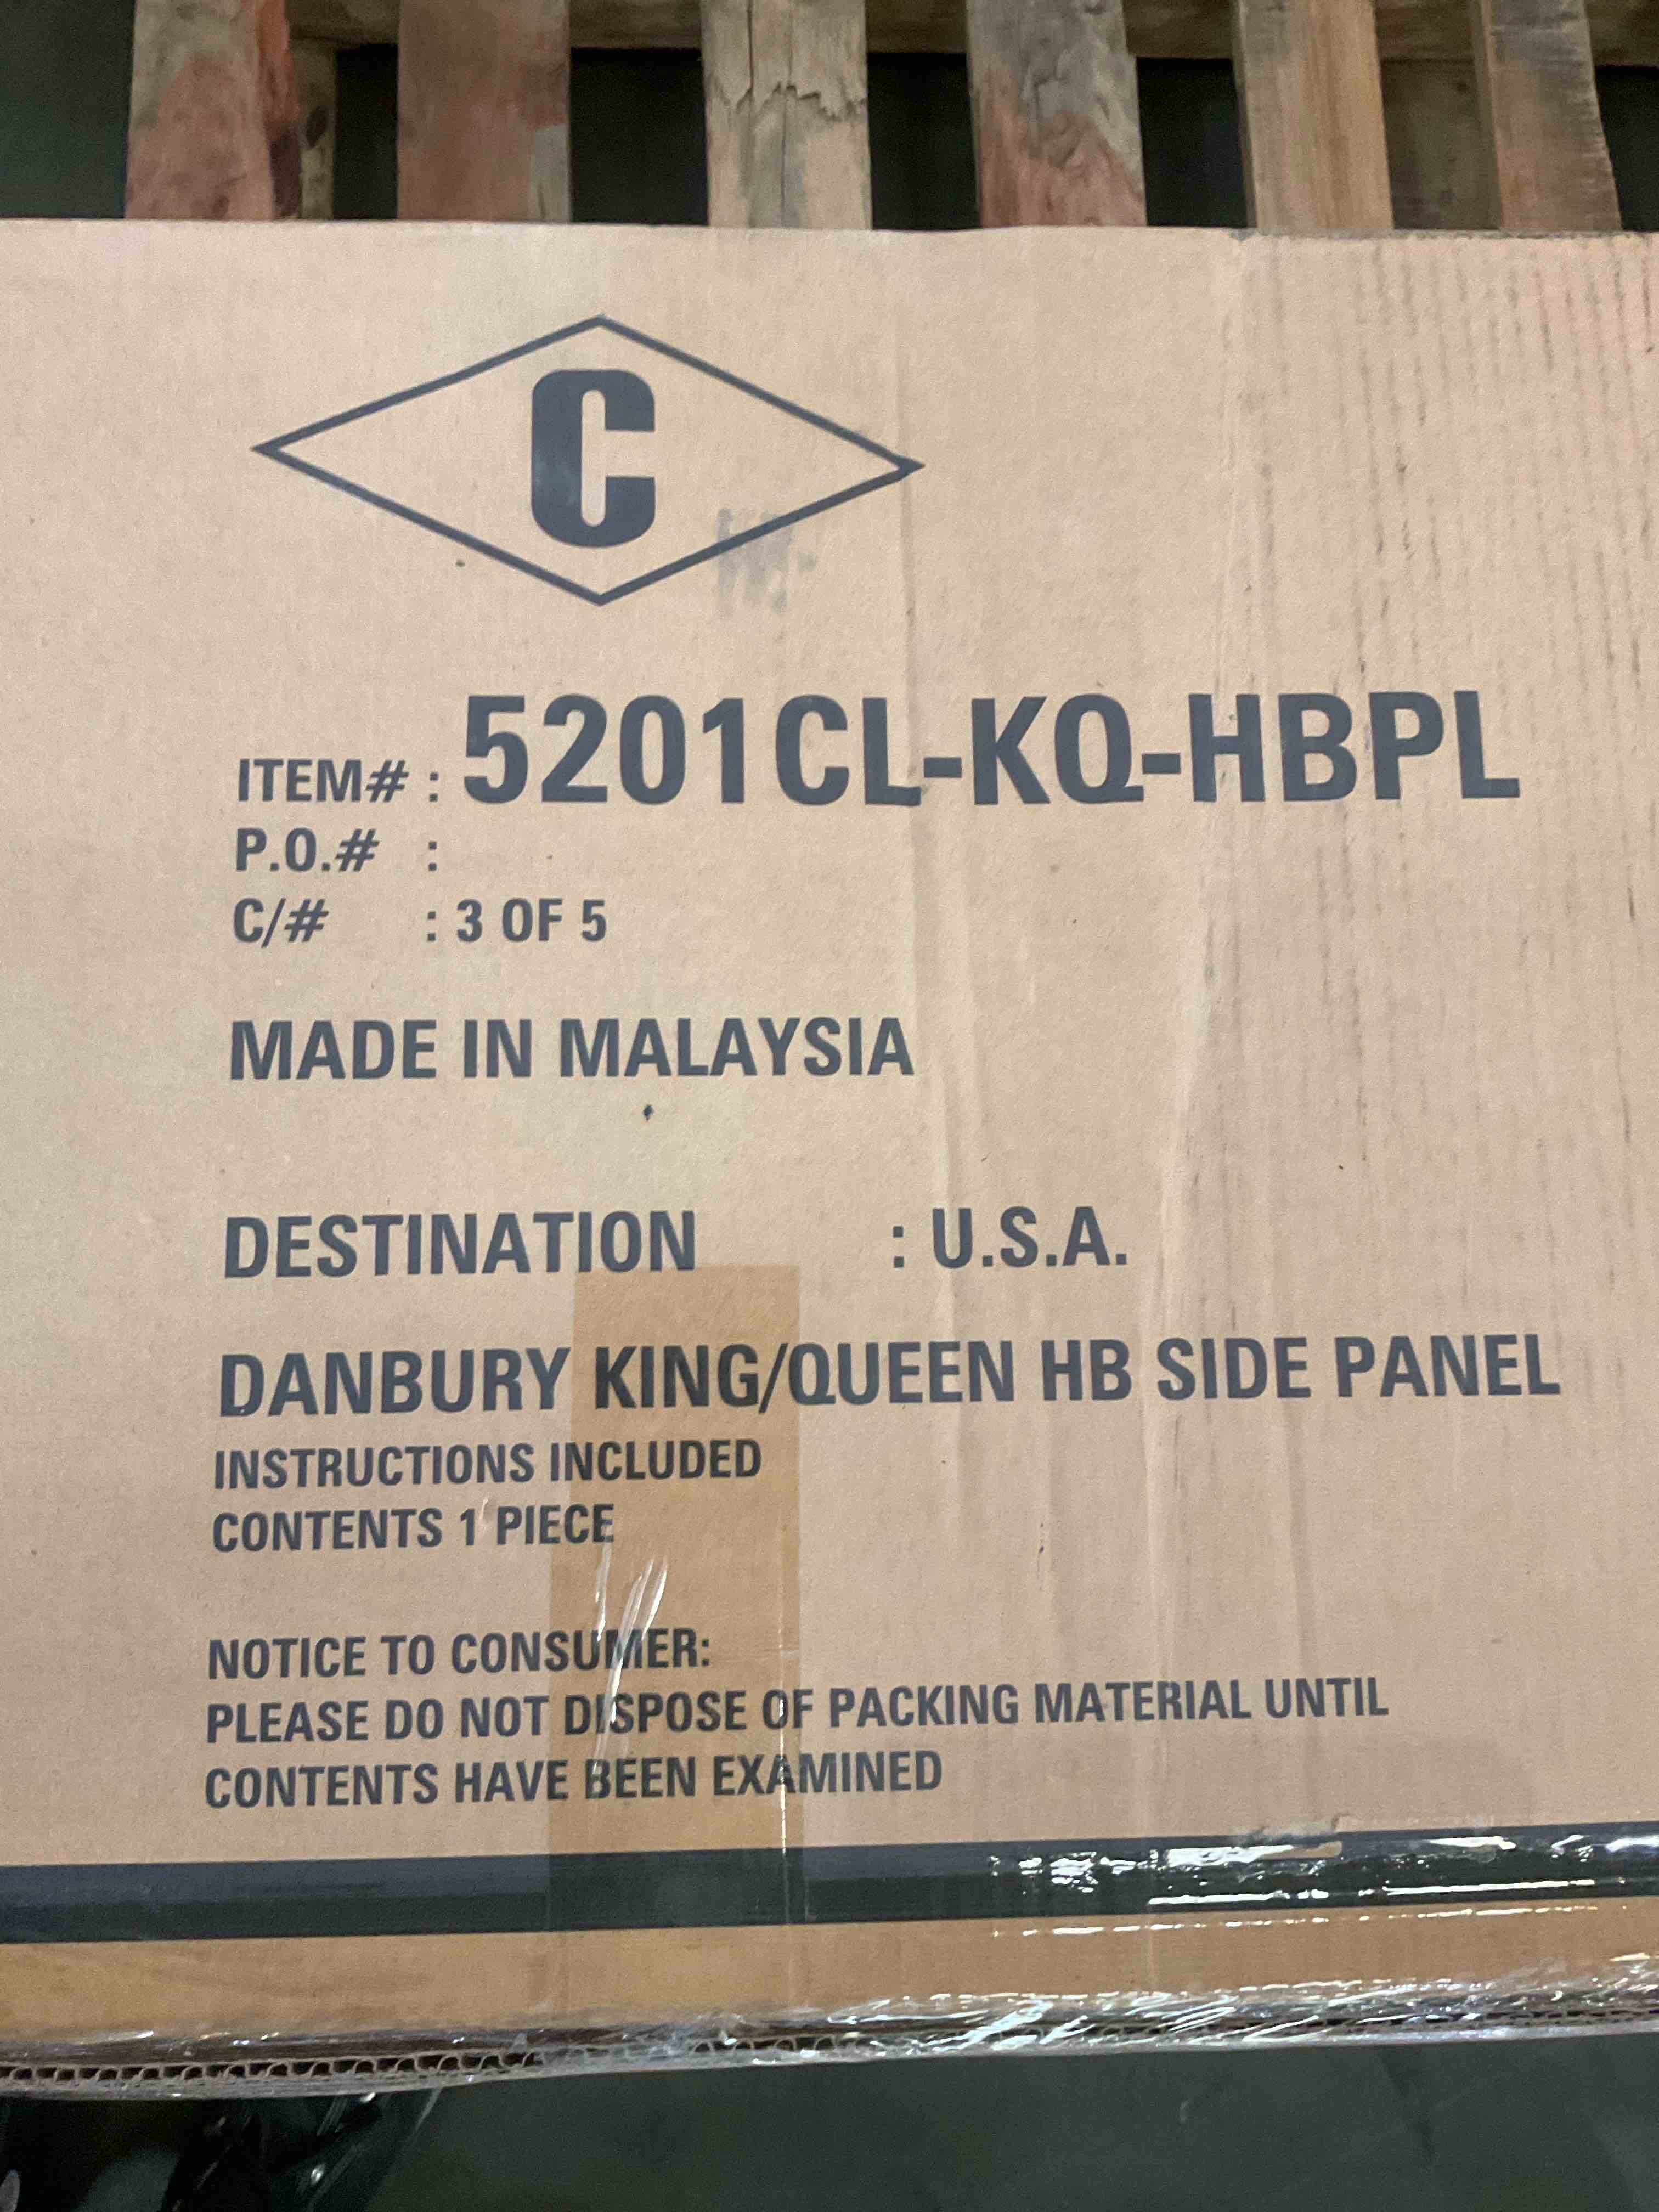 C
ITEM# : 5201CL-KQ-HBPL
P.O.# :
C/# : 3 OF 5
MADE IN MALAYSIA
DESTINATION : U.S.A.
DANBURY KING/QUEEN HB SIDE PANEL
INSTRUCTIONS INCLUDED
CONTENTS 1 PIECE
NOTICE TO CONSUMER:
PLEASE DO NOT DISPOSE OF PACKING MATERIAL UNTIL
CONTENTS HAVE BEEN EXAMINED